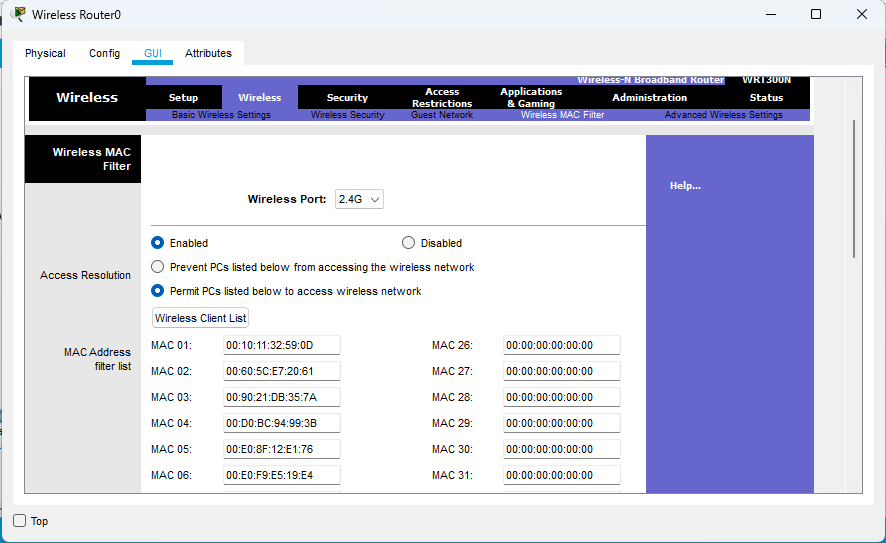 Wireless Router0
Physical Config GUI Attributes
Wireless-N Broadband Router WRT300N
Wireless Setup Wireless Security Access Restrictions Applications & Gaming Administration Status
Basic Wireless Settings Wireless Security Guest Network Wireless MAC Filter Advanced Wireless Settings
Wireless MAC
Filter
Help...
Wireless Port: 2.4G
Enabled Disabled
Access Resolution
Prevent PCs listed below from accessing the wireless network
Permit PCs listed below to access wireless network
Wireless Client List
MAC Address
filter list
MAC 01: 00:10:11:32:59:0D MAC 26: 00:00:00:00:00:00
MAC 02: 00:60:5C:E7:20:61 MAC 27: 00:00:00:00:00:00
MAC 03: 00:90:21:DB:35:7A MAC 28: 00:00:00:00:00:00
MAC 04: 00:D0:BC:94:99:3B MAC 29: 00:00:00:00:00:00
MAC 05: 00:E0:8F:12:E1:76 MAC 30: 00:00:00:00:00:00
MAC 06: 00:E0:F9:E5:19:E4 MAC 31: 00:00:00:00:00:00
Top